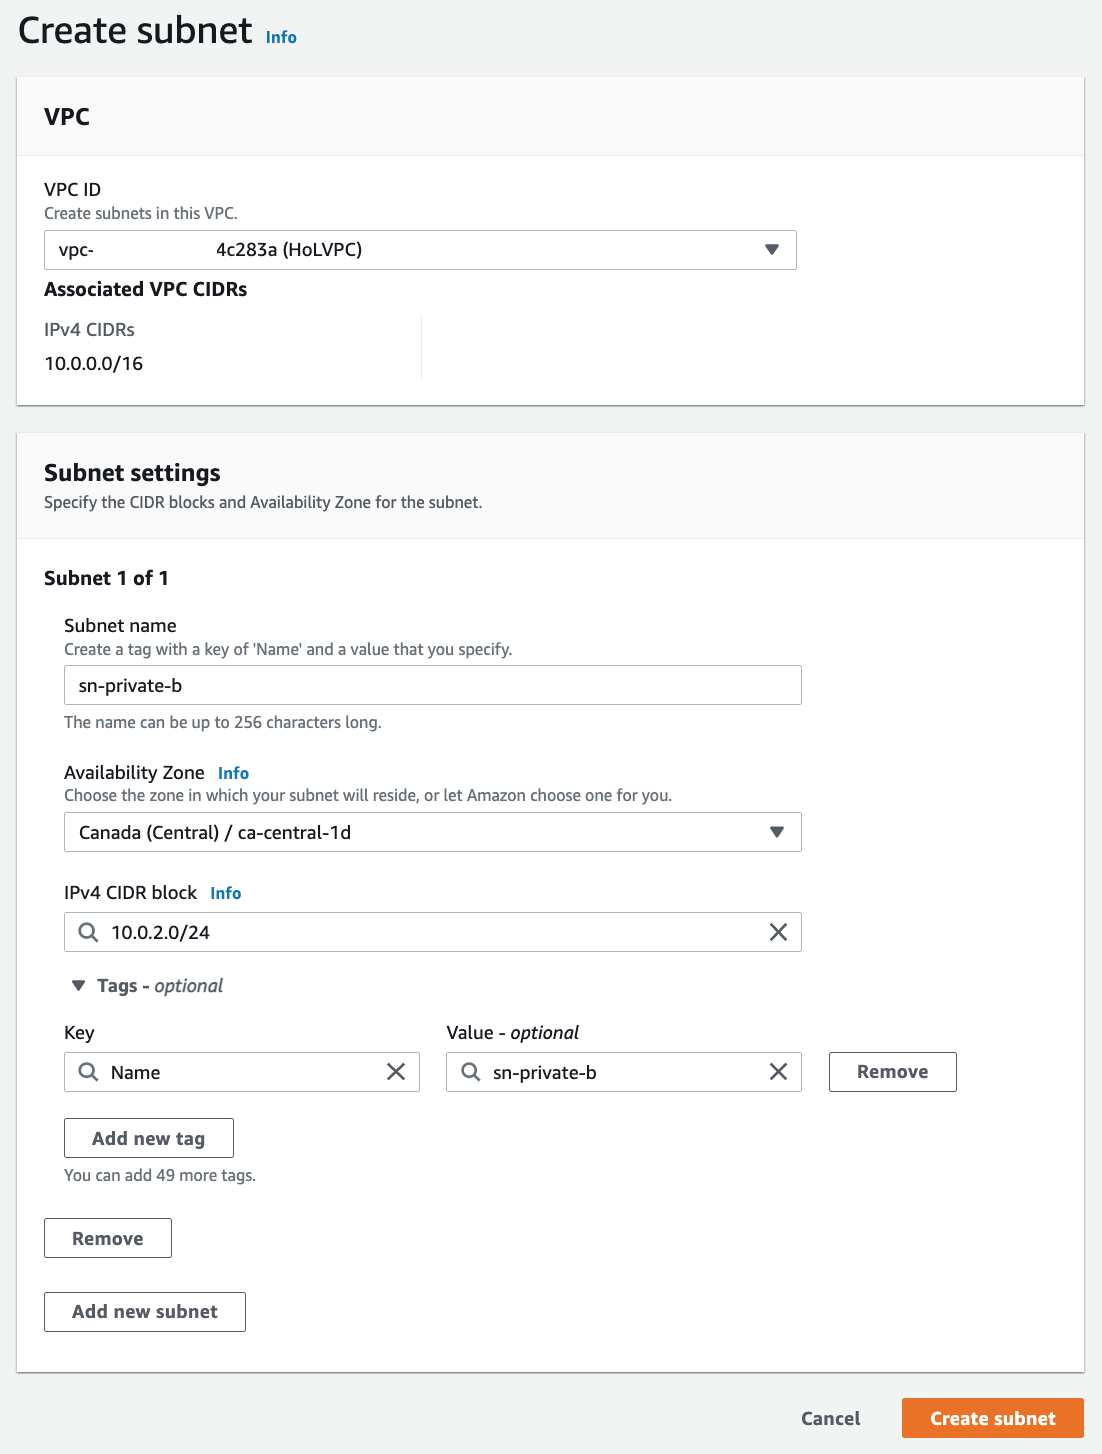 Create subnet Info
VPC
VPC ID
Create subnets in this VPC.
vpc- 4c283a (HoLVPC)
Associated VPC CIDRs
IPv4 CIDRs
10.0.0.0/16
Subnet settings
Specify the CIDR blocks and Availability Zone for the subnet.
Subnet 1 of 1
Subnet name
Create a tag with a key of 'Name' and a value that you specify.
sn-private-b
The name can be up to 256 characters long.
Availability Zone Info
Choose the zone in which your subnet will reside, or let Amazon choose one for you.
Canada (Central) / ca-central-1d
IPv4 CIDR block Info
10.0.2.0/24
Tags - optional
Key Value - optional
Name sn-private-b Remove
Add new tag
You can add 49 more tags.
Remove
Add new subnet
Cancel Create subnet